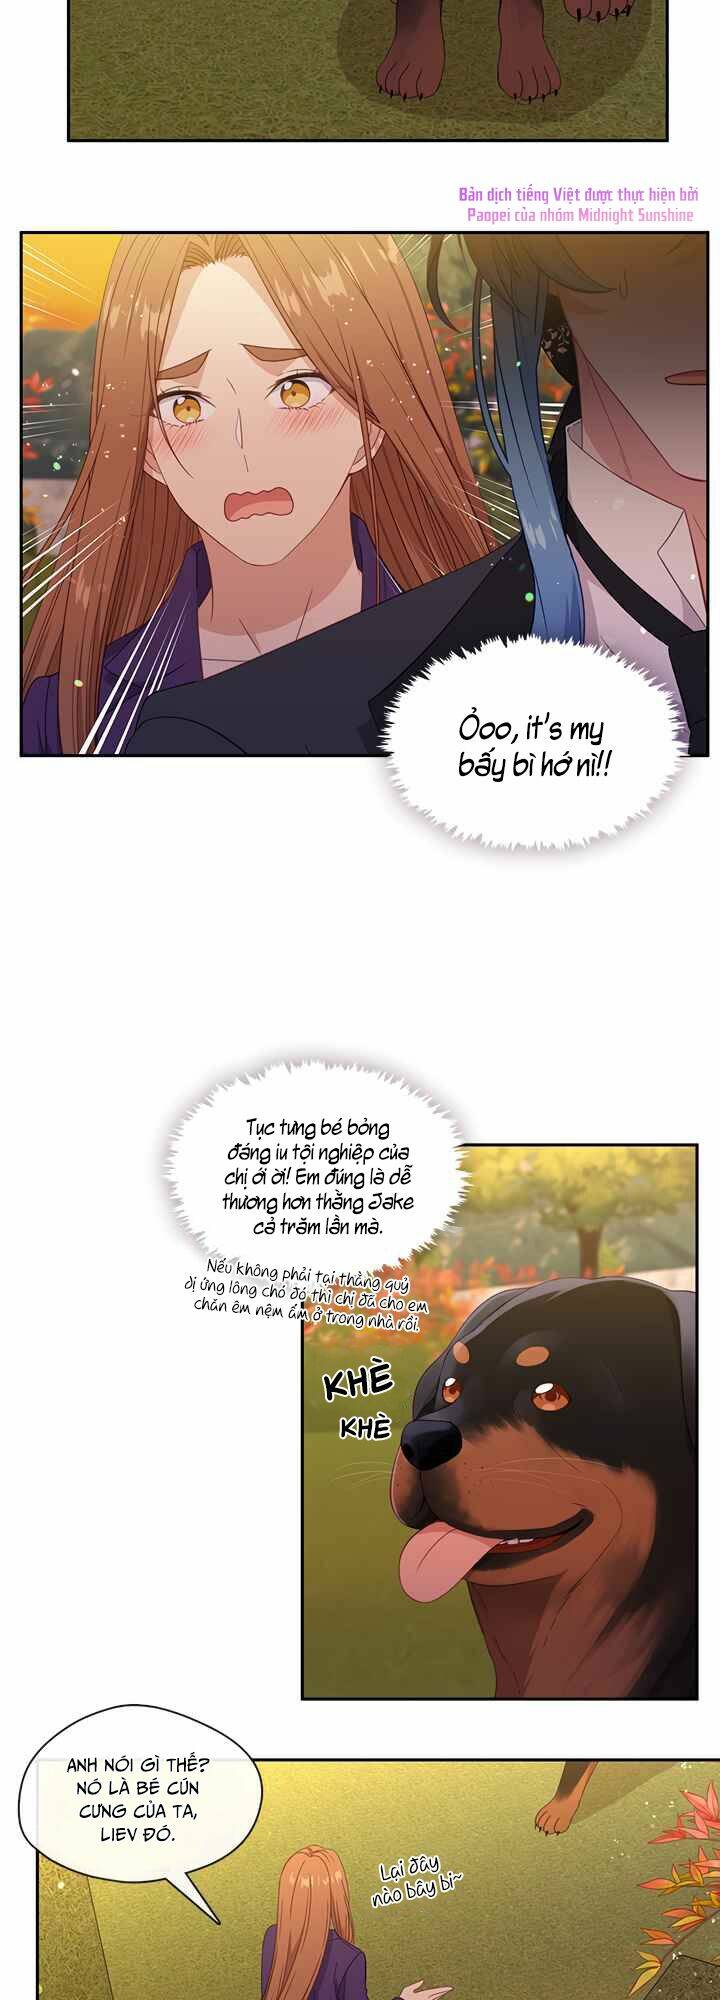 Bản dịch tiếng Việt được thực hiện bởi
Paopei của nhóm Midnight Sunshine
Ỏoo, it's my
bấy bì hớ nì!!
Tục tưng bé bỏng
đáng iu tội nghiệp của
chị ới ời! Em đúng là dễ
thương hơn thằng Jake
cả trăm lần mà.
Nếu không phải tại thằng quỷ
dị ứng lông chó đó thì chị đã cho em
chăn êm nệm ấm ở trong nhà rồi.
KHÈ
KHÈ
ANH NÓI GÌ THẾ?
NÓ LÀ BÉ CÚN
CƯNG CỦA TA,
LIEV ĐÓ.
Lại đây
nào bây bi~